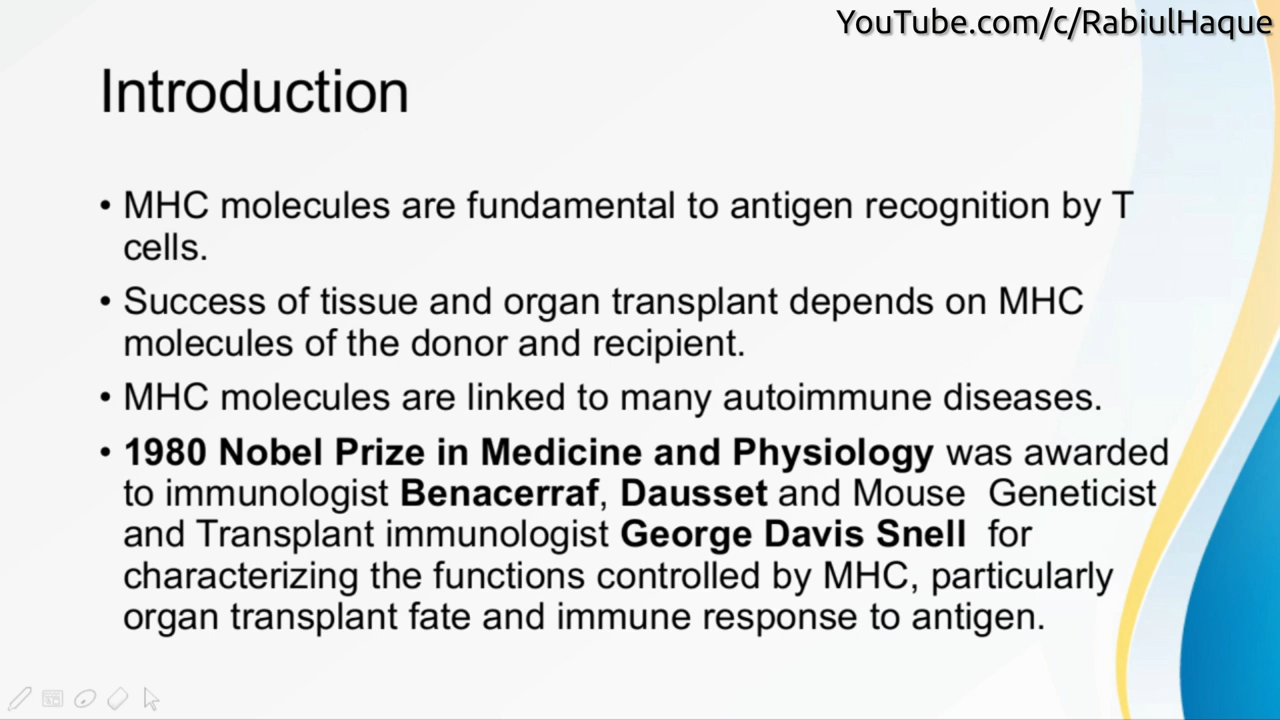 YouTube.com/c/RabiulHaque
Introduction
• MHC molecules are fundamental to antigen recognition by T
cells.
• Success of tissue and organ transplant depends on MHC
molecules of the donor and recipient.
• MHC molecules are linked to many autoimmune diseases.
• 1980 Nobel Prize in Medicine and Physiology was awarded
to immunologist Benacerraf, Dausset and Mouse  Geneticist
and Transplant immunologist George Davis Snell  for
characterizing the functions controlled by MHC, particularly
organ transplant fate and immune response to antigen.